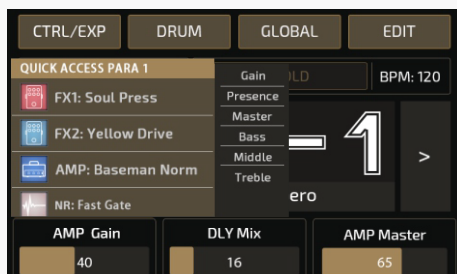 CTRL/EXP
DRUM
GLOBAL
EDIT
QUICK ACCESS PARA 1
FX1: Soul Press
FX2: Yellow Drive
AMP: Baseman Norm
NR: Fast Gate
Gain
Presence
Master
Bass
Middle
Treble
BPM: 120
1
>
AMP Gain
40
DLY Mix
16
AMP Master
65